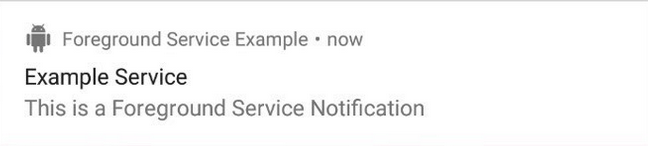 Foreground Service Example • now
Example Service
This is a Foreground Service Notification